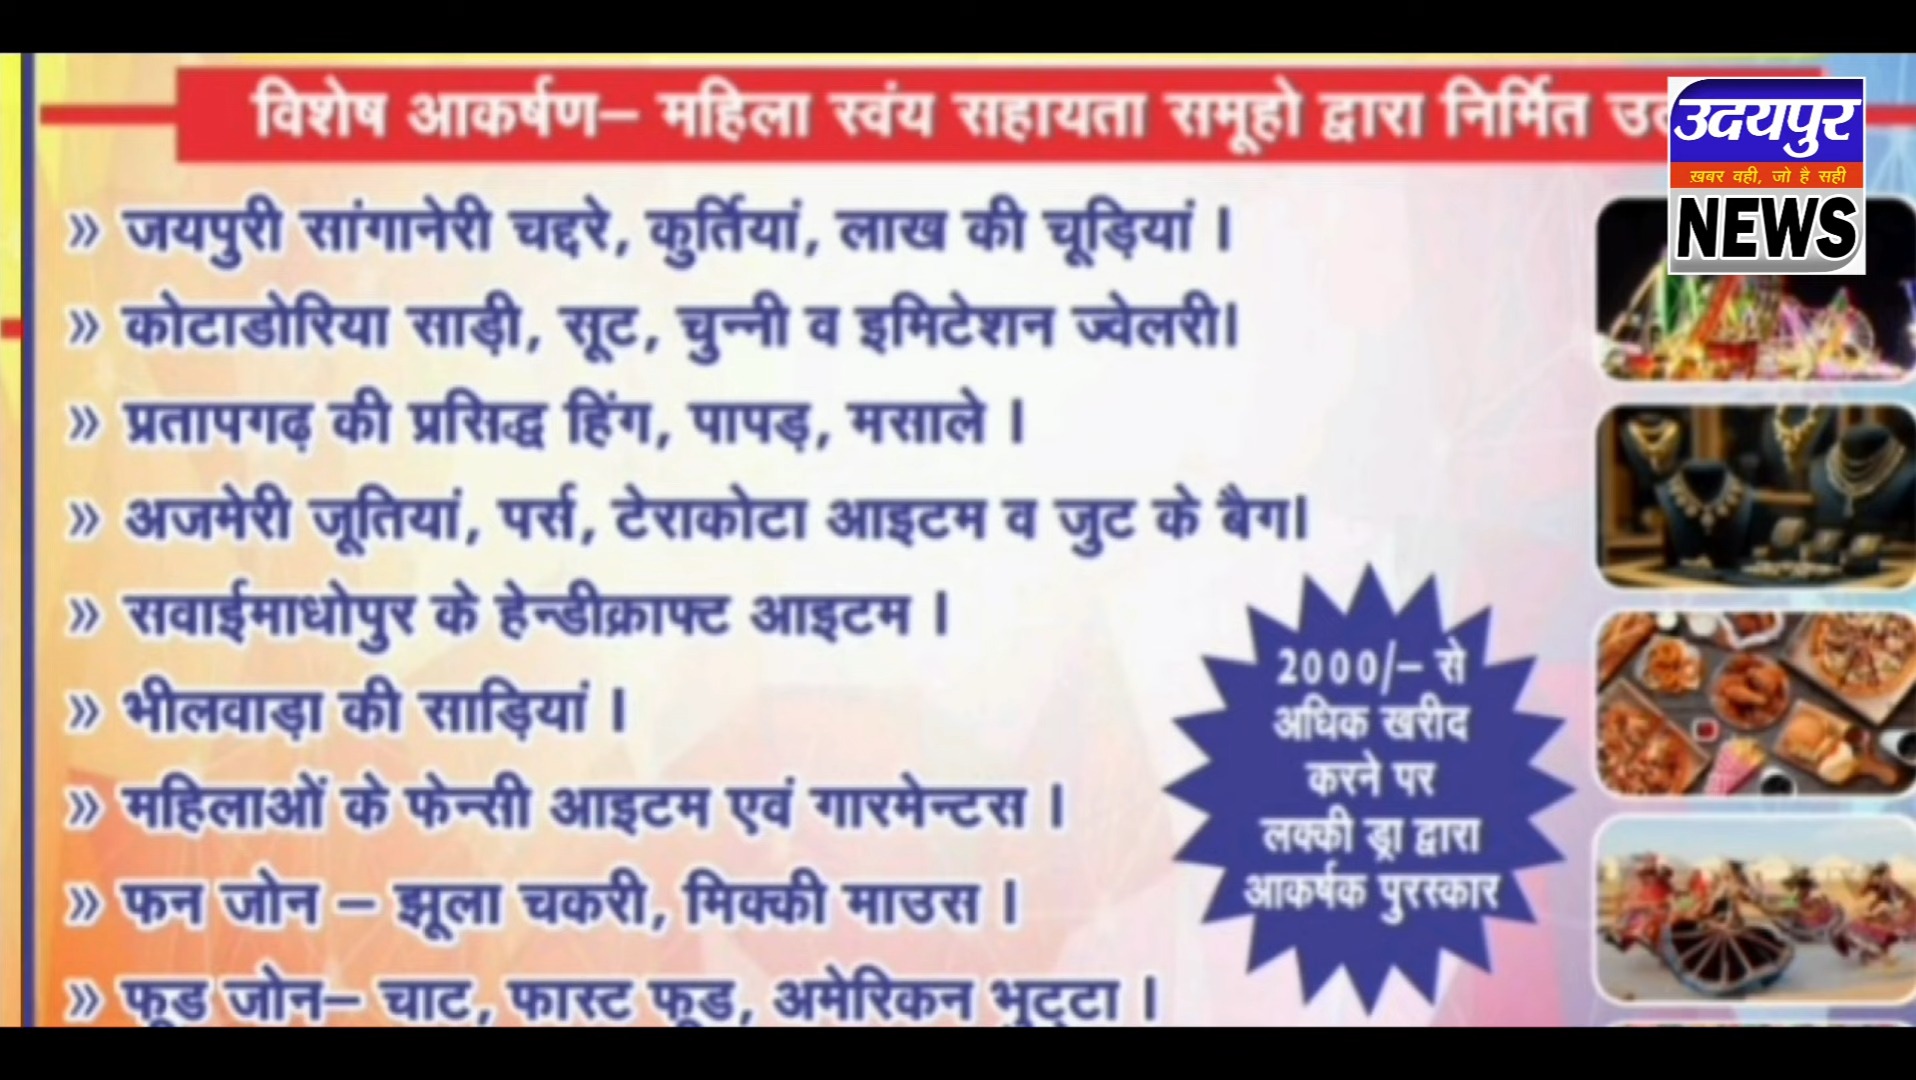 विशेष आकर्षण– महिला स्वंय सहायता समूहो द्वारा निर्मित
उदयपुर
ख़बर वही, जो है सही
NEWS
» जयपुरी सांगानेरी चद्दरे, कुर्तियां, लाख की चूड़ियां ।
» कोटाडोरिया साड़ी, सूट, चुन्नी व इमिटेशन ज्वेलरी।
» प्रतापगढ़ की प्रसिद्ध हिंग, पापड़, मसाले ।
» अजमेरी जूतियां, पर्स, टेराकोटा आइटम व जुट के बैग।
» सवाईमाधोपुर के हेन्डीक्राफ्ट आइटम ।
» भीलवाड़ा की साड़ियां ।
» महिलाओं के फेन्सी आइटम एवं गारमेन्टस ।
» फन जोन – झूला चकरी, मिक्की माउस ।
» फूड जोन– चाट, फास्ट फूड, अमेरिकन भुट्टा ।
2000/– से
अधिक खरीद
करने पर
लक्की ड्रा द्वारा
आकर्षक पुरस्कार